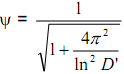 ψ = 1 / √(1 + 4π² / ln² D')